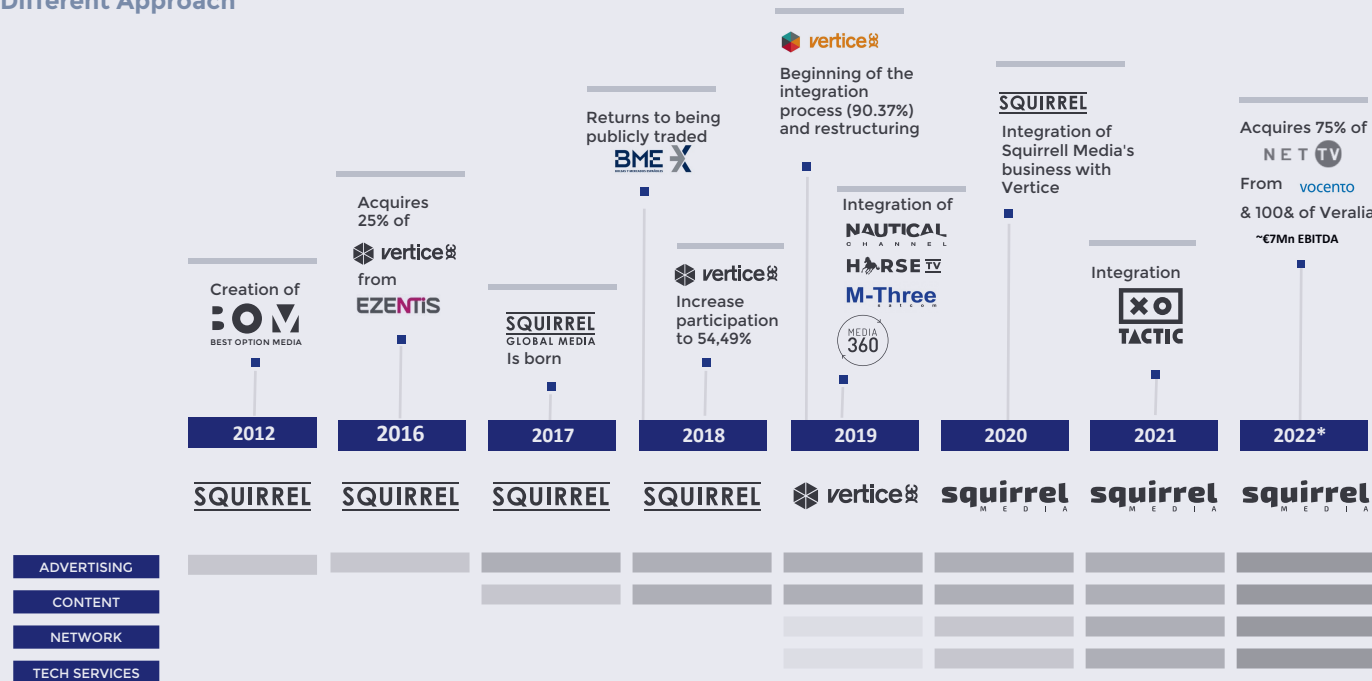 Different Approach
Creation of
BOM
BEST OPTION MEDIA
Acquires
25% of
vertice
from
EZENTiS
SQUIRREL
GLOBAL MEDIA
Is born
Returns to being
publicly traded
BME X
vertice
Increase
participation
to 54,49%
vertice
Beginning of the
integration
process (90.37%)
and restructuring
Integration of
NAUTICAL
CHANNEL
HORSE TV
M-Three
satcom
MEDIA
360
SQUIRREL
Integration of
Squirrell Media's
business with
Vertice
Integration
XO
TACTIC
Acquires 75% of
NET TV
From vocento
& 100& of Veralia
~€7Mn EBITDA
2012 2016 2017 2018 2019 2020 2021 2022*
SQUIRREL SQUIRREL SQUIRREL SQUIRREL vertice squirrel squirrel squirrel
MEDIA MEDIA MEDIA
ADVERTISING
CONTENT
NETWORK
TECH SERVICES